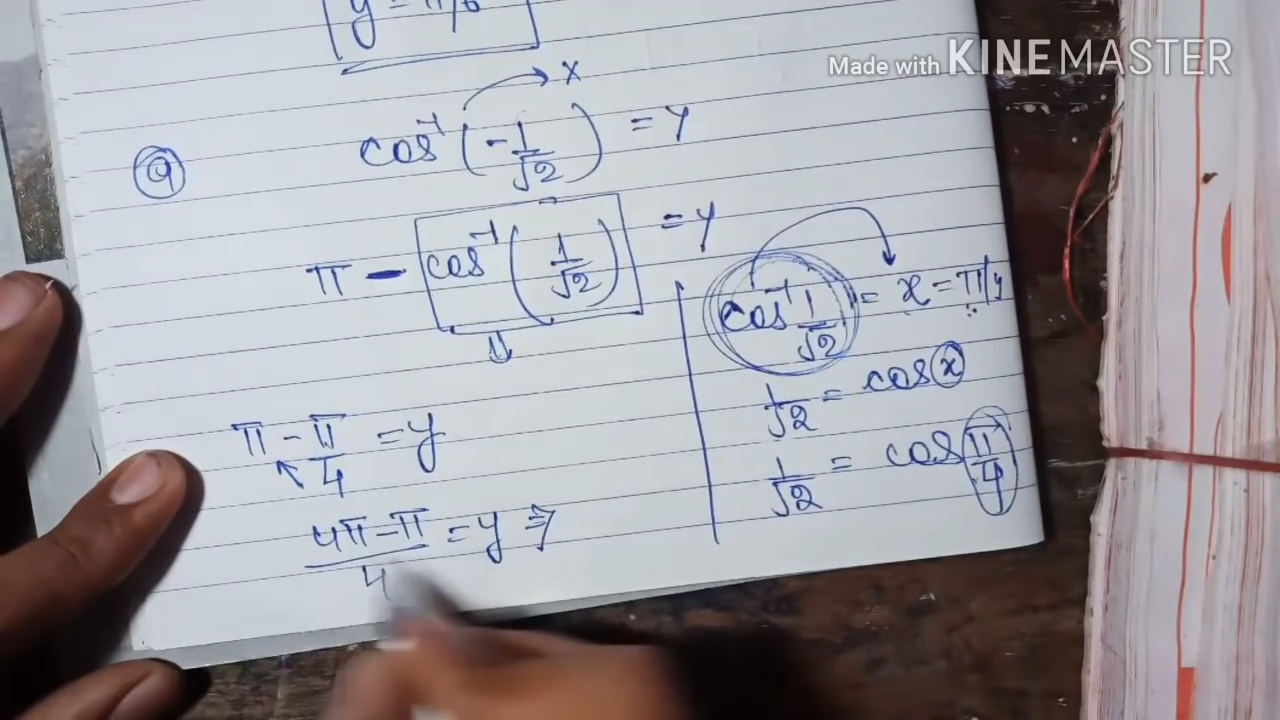 y = π/6
Made with KINEMASTER
x
9 cos⁻¹(-1/√2) = y
π - cos⁻¹(1/√2) = y
cos⁻¹ 1/√2 = x = π/4
1/√2 = cos x
π - π/4 = y
1/√2 = cos π/4
4π - π/4 = y ⇒